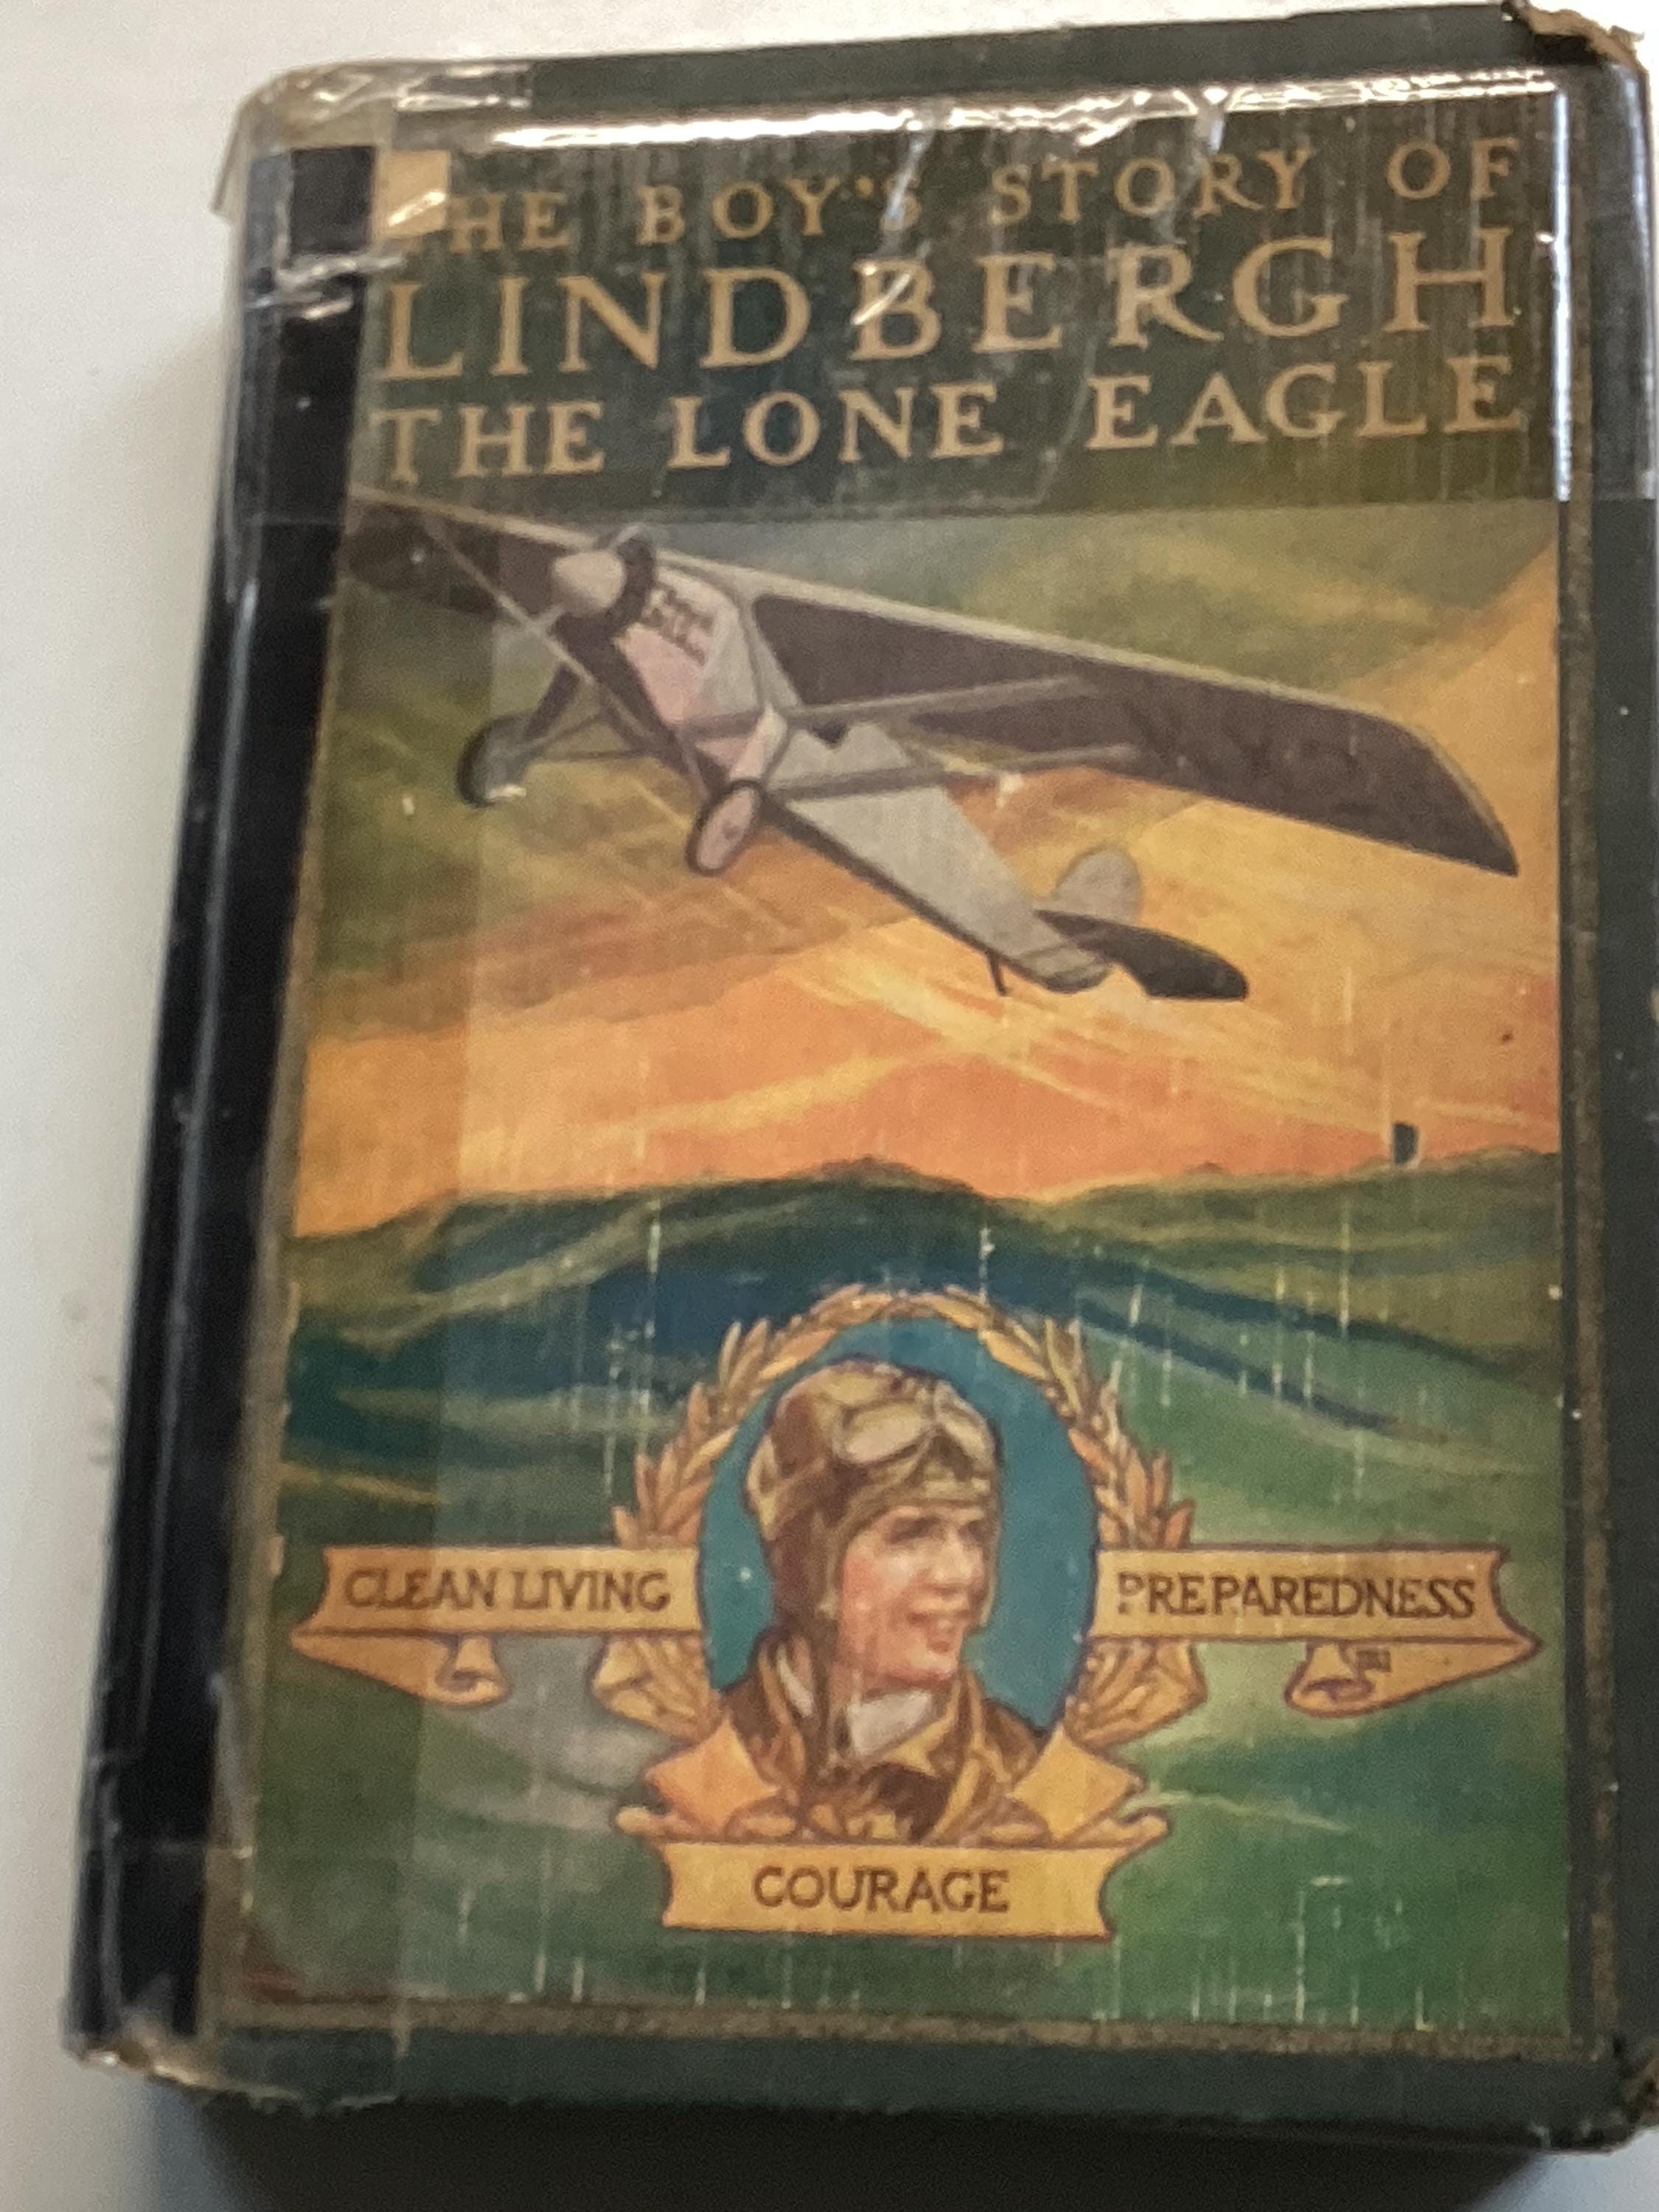 HE BOY'S STORY OF
LINDBERGH
THE LONE EAGLE
CLEAN LIVING
PREPAREDNESS
COURAGE